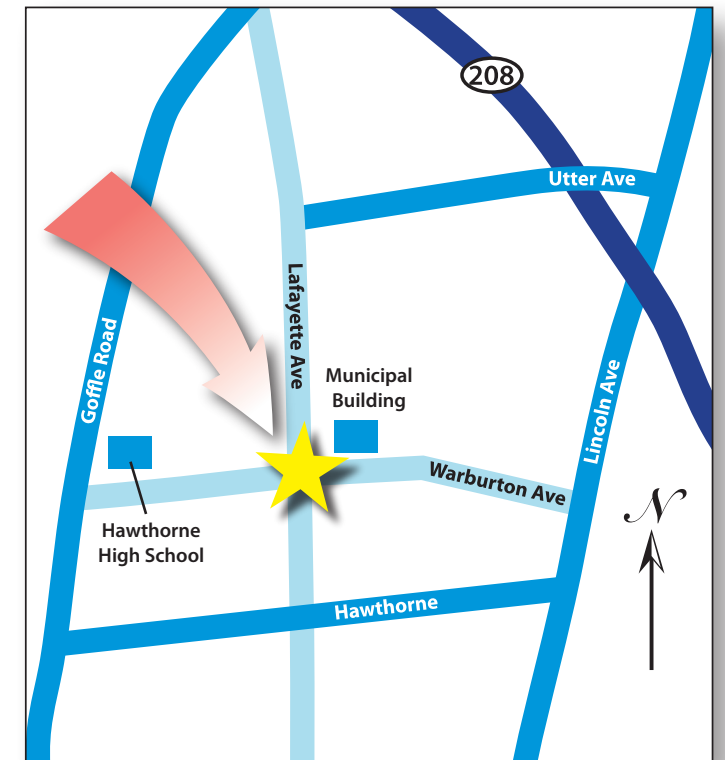 208
Utter Ave
Lafayette Ave
Goffle Road
Municipal
Building
Lincoln Ave
Warburton Ave
N
Hawthorne
High School
Hawthorne